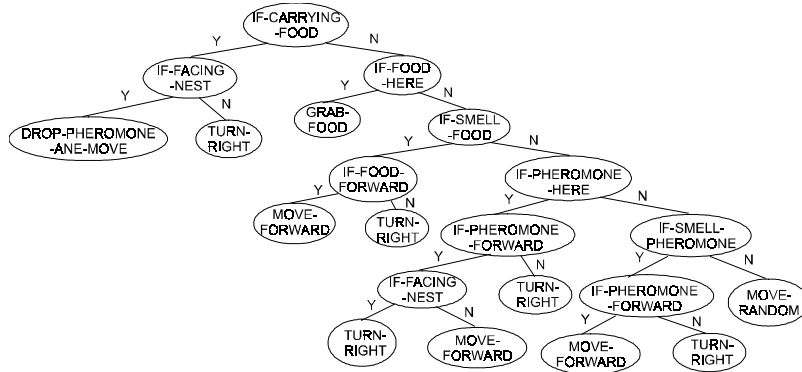 IF-CARRYING
-FOOD
Y
N
IF-FACING
-NEST
IF-FOOD
-HERE
Y
N
Y
N
DROP-PHEROMONE
-ANE-MOVE
TURN-
RIGHT
GRAB-
FOOD
IF-SMELL
-FOOD
Y
N
IF-FOOD-
FORWARD
IF-PHEROMONE
-HERE
Y
N
Y
N
MOVE-
FORWARD
TURN-
RIGHT
IF-PHEROMONE
-FORWARD
IF-SMELL-
PHEROMONE
Y
N
Y
N
IF-FACING
-NEST
TURN-
RIGHT
IF-PHEROMONE
-FORWARD
MOVE-
RANDOM
Y
N
Y
N
TURN-
RIGHT
MOVE-
FORWARD
MOVE-
FORWARD
TURN-
RIGHT